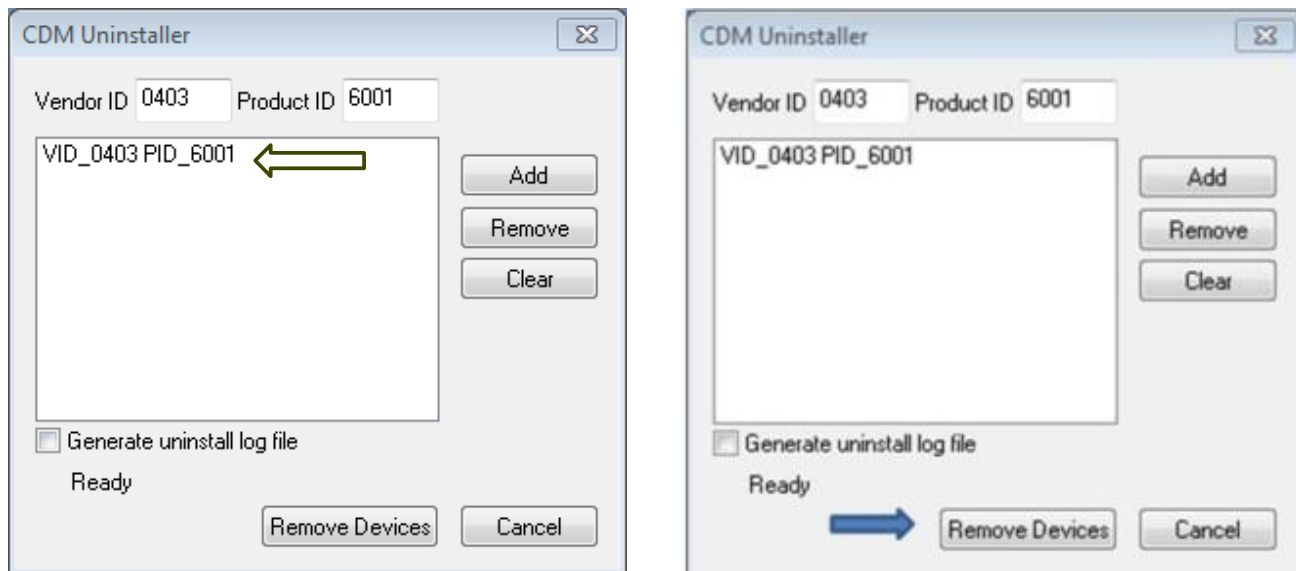 CDM Uninstaller
Vendor ID 0403 Product ID 6001
VID_0403 PID_6001
Add
Remove
Clear
Generate uninstall log file
Ready
Remove Devices Cancel
CDM Uninstaller
Vendor ID 0403 Product ID 6001
VID_0403 PID_6001
Add
Remove
Clear
Generate uninstall log file
Ready
Remove Devices Cancel